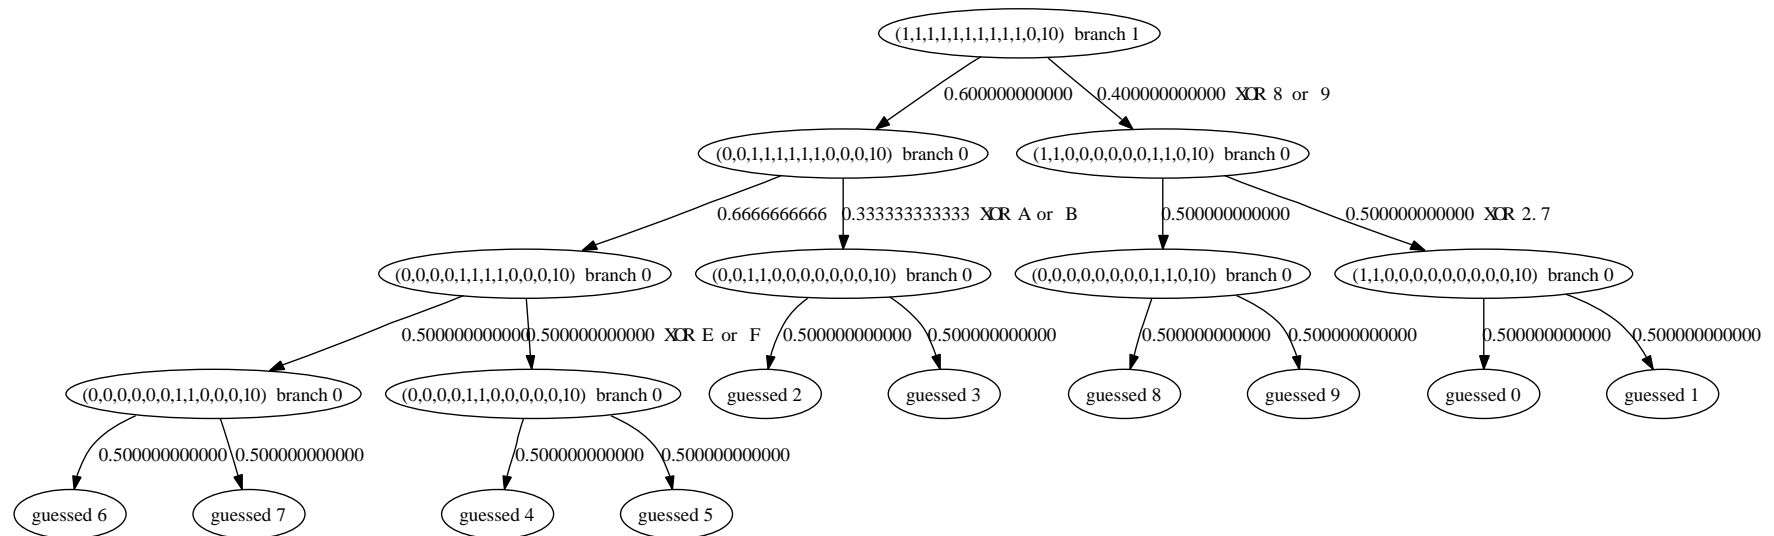 (1,1,1,1,1,1,1,1,1,1,0,10) branch 1
0.600000000000
0.400000000000 XOR 8 or 9
(0,0,1,1,1,1,1,1,0,0,0,10) branch 0
(1,1,0,0,0,0,0,0,1,1,0,10) branch 0
0.6666666666
0.333333333333 XOR A or B
0.500000000000
0.500000000000 XOR 2.7
(0,0,0,0,1,1,1,1,0,0,0,10) branch 0
(0,0,1,1,0,0,0,0,0,0,0,10) branch 0
(0,0,0,0,0,0,0,0,1,1,0,10) branch 0
(1,1,0,0,0,0,0,0,0,0,0,10) branch 0
0.500000000000
0.500000000000 XOR E or F
0.500000000000
0.500000000000
0.500000000000
0.500000000000
0.500000000000
0.500000000000
(0,0,0,0,0,0,1,1,0,0,0,10) branch 0
(0,0,0,0,1,1,0,0,0,0,0,10) branch 0
guessed 2
guessed 3
guessed 8
guessed 9
guessed 0
guessed 1
0.500000000000
0.500000000000
0.500000000000
0.500000000000
guessed 6
guessed 7
guessed 4
guessed 5